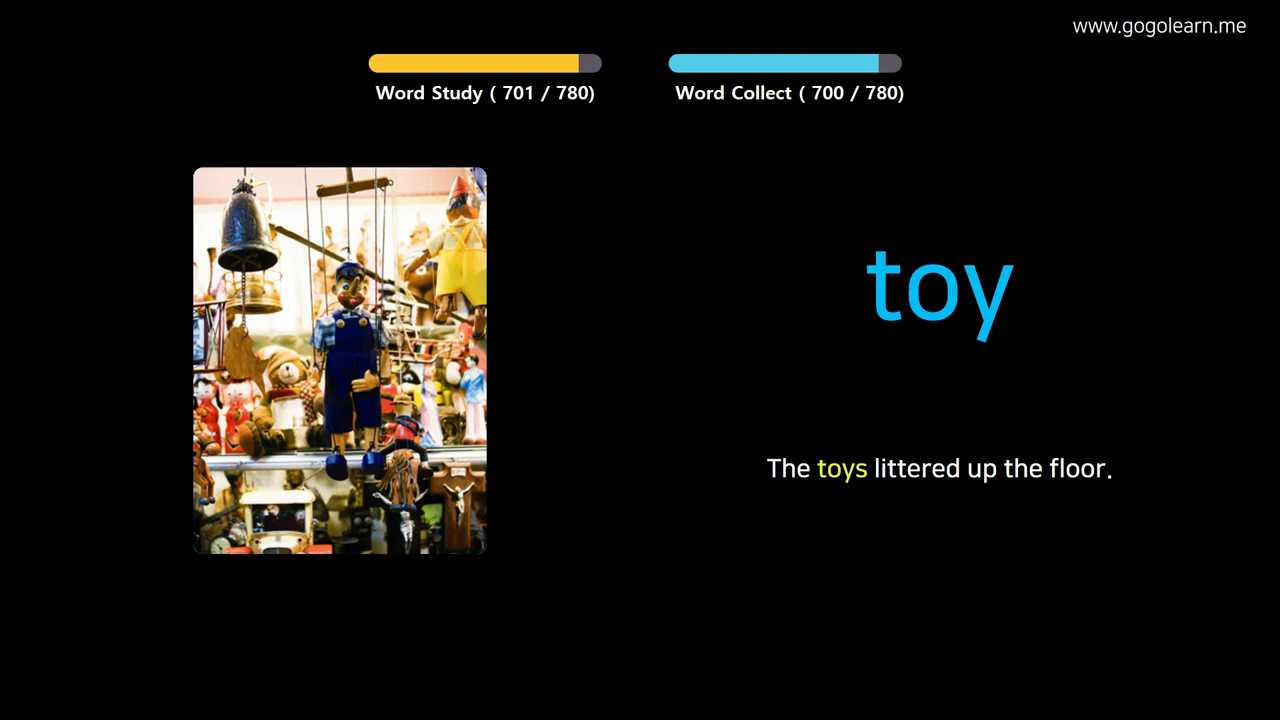 www.gogolearn.me
Word Study ( 701 / 780)
Word Collect ( 700 / 780)
toy
The toys littered up the floor.